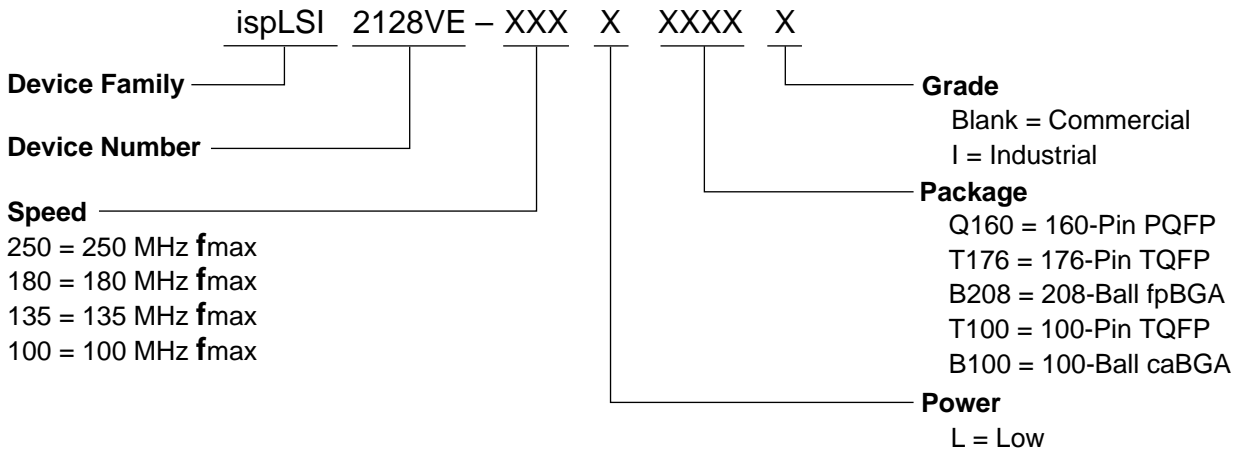 ispLSI 2128VE – XXX X XXXX X
Device Family
Device Number
Speed
250 = 250 MHz fmax
180 = 180 MHz fmax
135 = 135 MHz fmax
100 = 100 MHz fmax
Grade
Blank = Commercial
I = Industrial
Package
Q160 = 160-Pin PQFP
T176 = 176-Pin TQFP
B208 = 208-Ball fpBGA
T100 = 100-Pin TQFP
B100 = 100-Ball caBGA
Power
L = Low